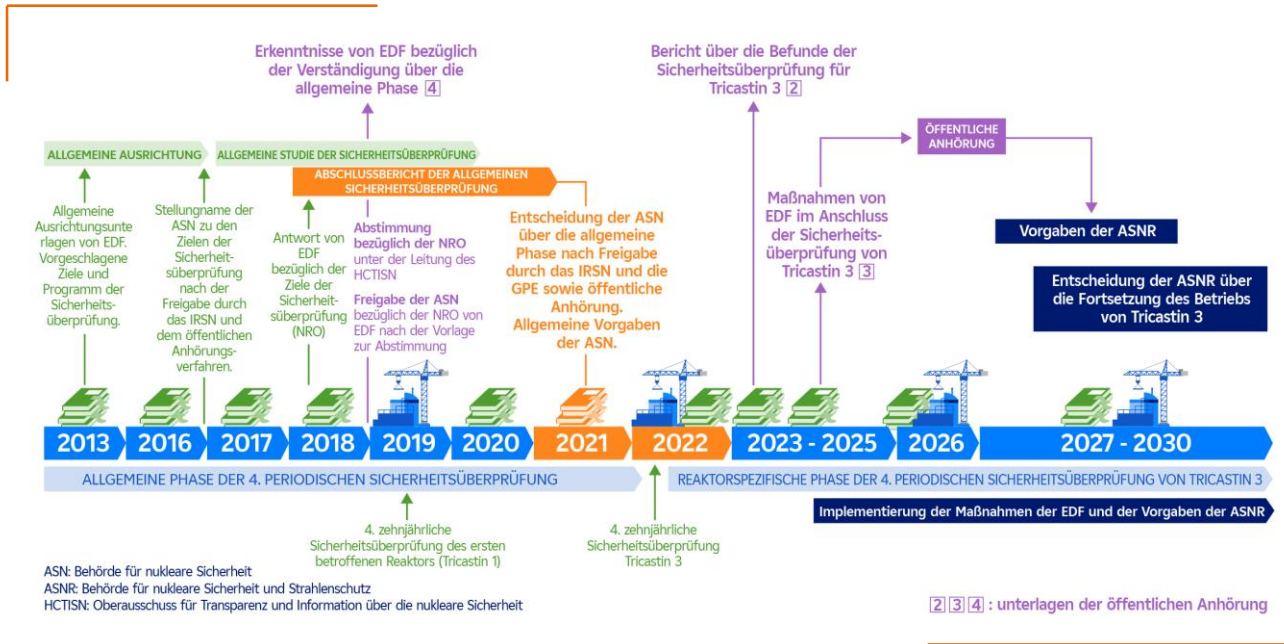 Erkenntnisse von EDF bezüglich
der Verständigung über die
allgemeine Phase 4
Bericht über die Befunde der
Sicherheitsüberprüfung für
Tricastin 3 2
ÖFFENTLICHE
ANHÖRUNG
ALLGEMEINE AUSRICHTUNG
ALLGEMEINE STUDIE DER SICHERHEITSÜBERPRÜFUNG
ABSCHLUSSBERICHT DER ALLGEMEINEN
SICHERHEITSÜBERPRÜFUNG
Allgemeine
Ausrichtungsunte
rlagen von EDF.
Vorgeschlagene
Ziele und
Programm der
Sicherheits-
überprüfung.
Stellungname der
ASN zu den
Zielen der
Sicherheit-
süberprüfung
nach der
Freigabe durch
das IRSN und
dem öffentlichen
Anhörungs-
verfahren.
Antwort von
EDF
bezüglich der
Ziele der
Sicherheit-
süberprüfung
(NRO)
Abstimmung
bezüglich der NRO
unter der Leitung des
HCTISN
Freigabe der ASN
bezüglich der NRO von
EDF nach der Vorlage
zur Abstimmung
Entscheidung der ASN
über die allgemeine
Phase nach Freigabe
durch das IRSN und die
GPE sowie öffentliche
Anhörung.
Allgemeine Vorgaben
der ASN.
Maßnahmen von
EDF im Anschluss
der Sicherheits-
überprüfung von
Tricastin 3 3
Vorgaben der ASNR
Entscheidung der ASNR über
die Fortsetzung des Betriebs
von Tricastin 3
2013
2016
2017
2018
2019
2020
2021
2022
2023 - 2025
2026
2027 - 2030
ALLGEMEINE PHASE DER 4. PERIODISCHEN SICHERHEITSÜBERPRÜFUNG
REAKTORSPEZIFISCHE PHASE DER 4. PERIODISCHEN SICHERHEITSÜBERPRÜFUNG VON TRICASTIN 3
Implementierung der Maßnahmen der EDF und der Vorgaben der ASNR
4. zehnjährliche
Sicherheitsüberprüfung des ersten
betroffenen Reaktors (Tricastin 1)
4. zehnjährliche
Sicherheitsüberprüfung
Tricastin 3
ASN: Behörde für nukleare Sicherheit
ASNR: Behörde für nukleare Sicherheit und Strahlenschutz
HCTISN: Oberausschuss für Transparenz und Information über die nukleare Sicherheit
2 3 4 : unterlagen der öffentlichen Anhörung